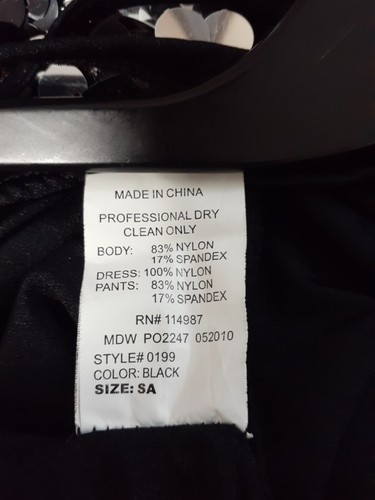 MADE IN CHINA
PROFESSIONAL DRY
CLEAN ONLY
BODY: 83% NYLON
17% SPANDEX
DRESS: 100% NYLON
PANTS: 83% NYLON
17% SPANDEX
RN# 114987
MDW PO2247 052010
STYLE# 0199
COLOR: BLACK
SIZE: SA